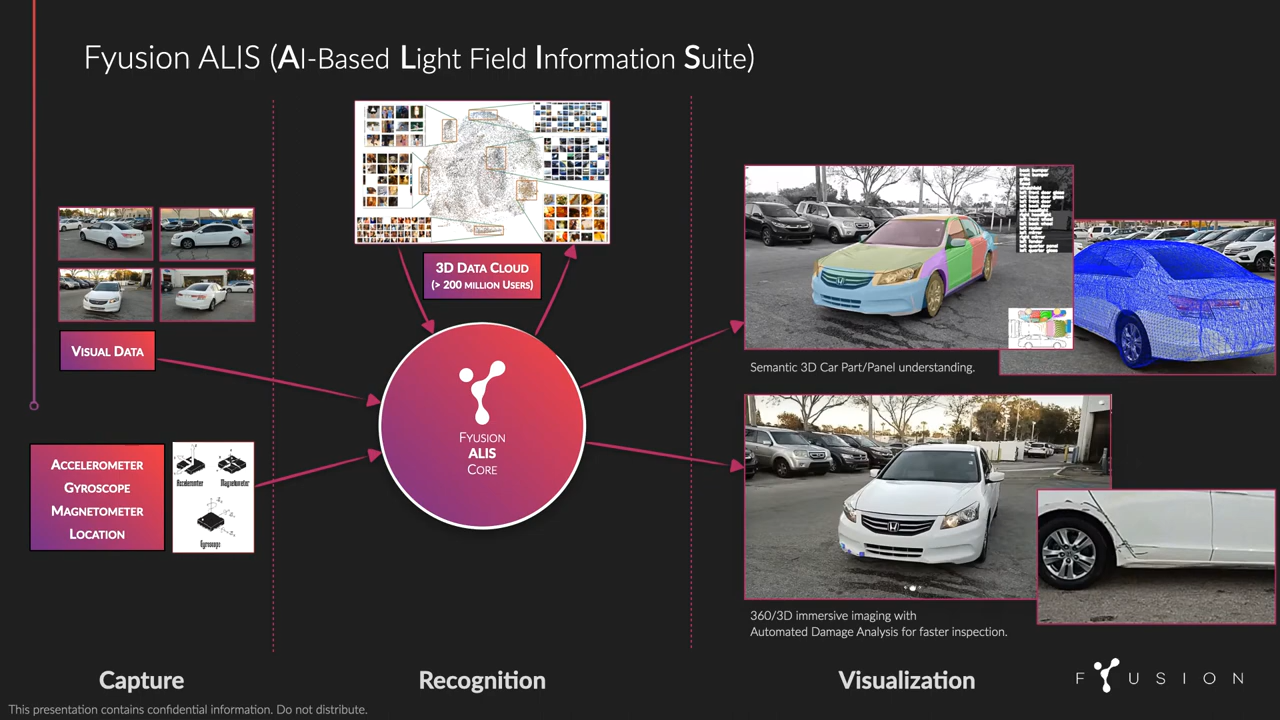 Fyusion ALIS (AI-Based Light Field Information Suite)
Visual Data
Accelerometer
Gyroscope
Magnetometer
Location
Accelerometer
Magnetometer
Gyroscope
3D Data Cloud
(> 200 million Users)
Fyusion
ALIS
Core
Semantic 3D Car Part/Panel understanding.
360/3D immersive imaging with
Automated Damage Analysis for faster inspection.
Capture
Recognition
Visualization
FYUSION
This presentation contains confidential information. Do not distribute.